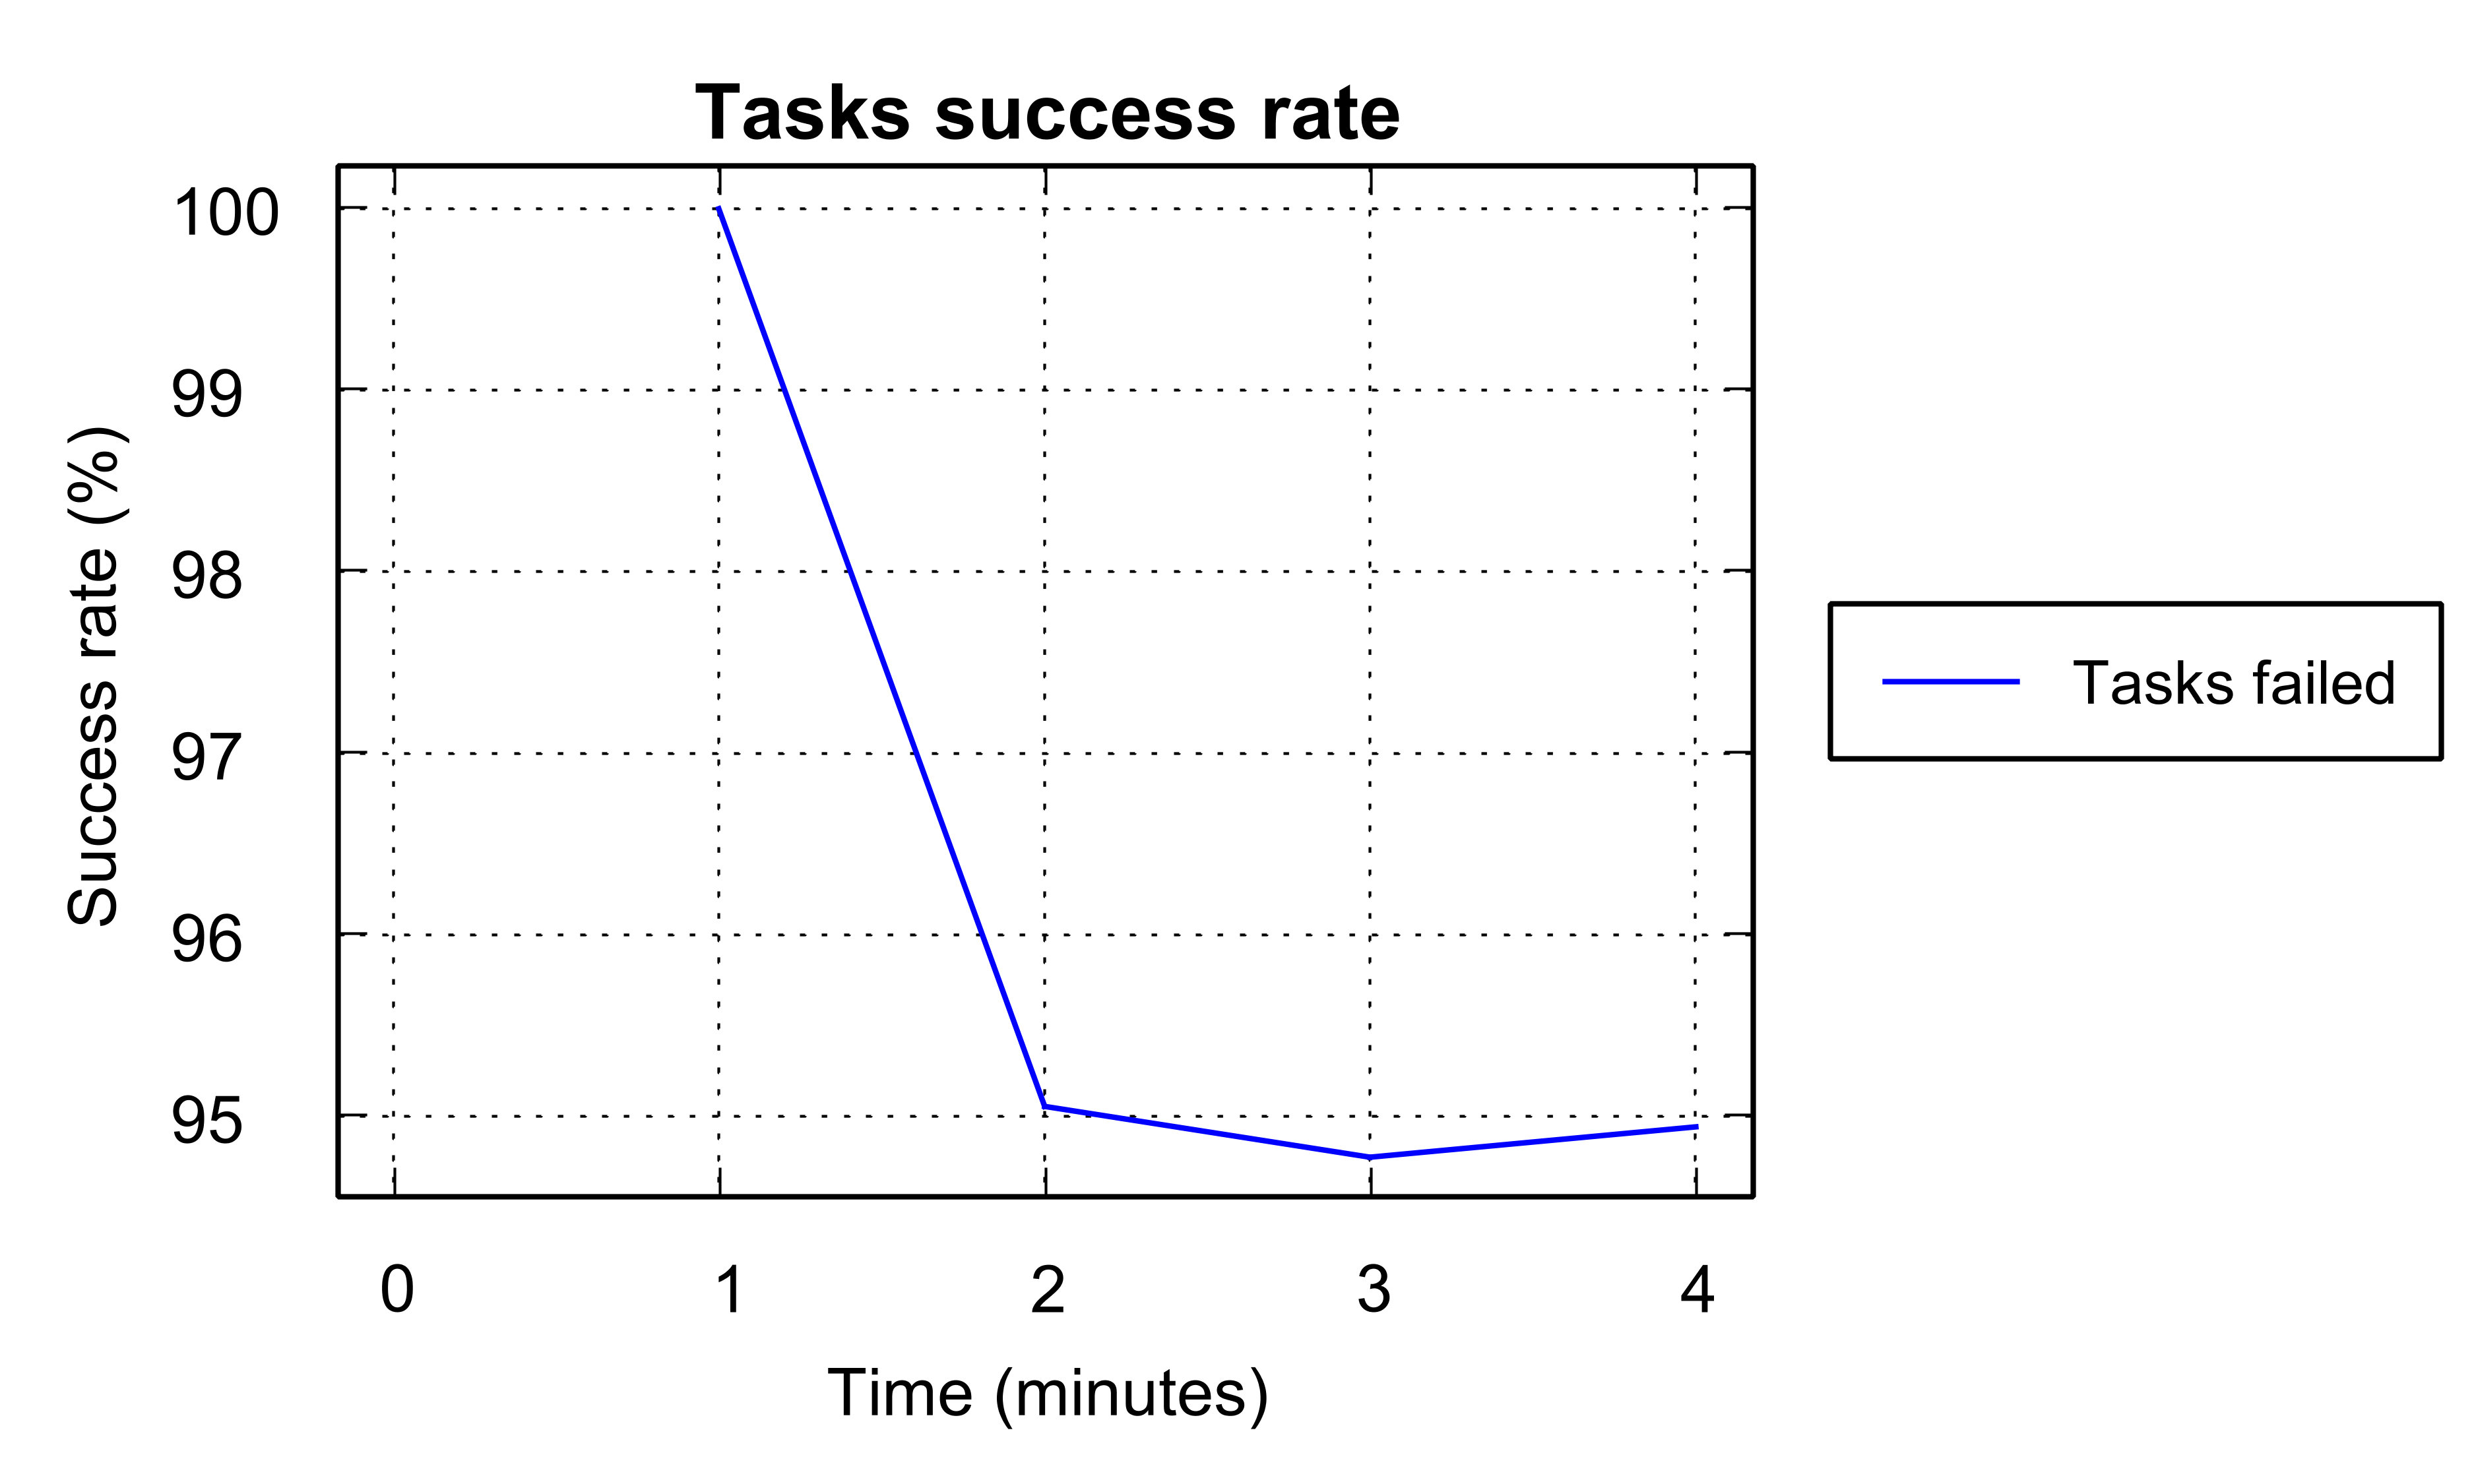 Tasks success rate
100
99
98
97
96
95
Success rate (%)
Tasks failed
0 1 2 3 4
Time (minutes)